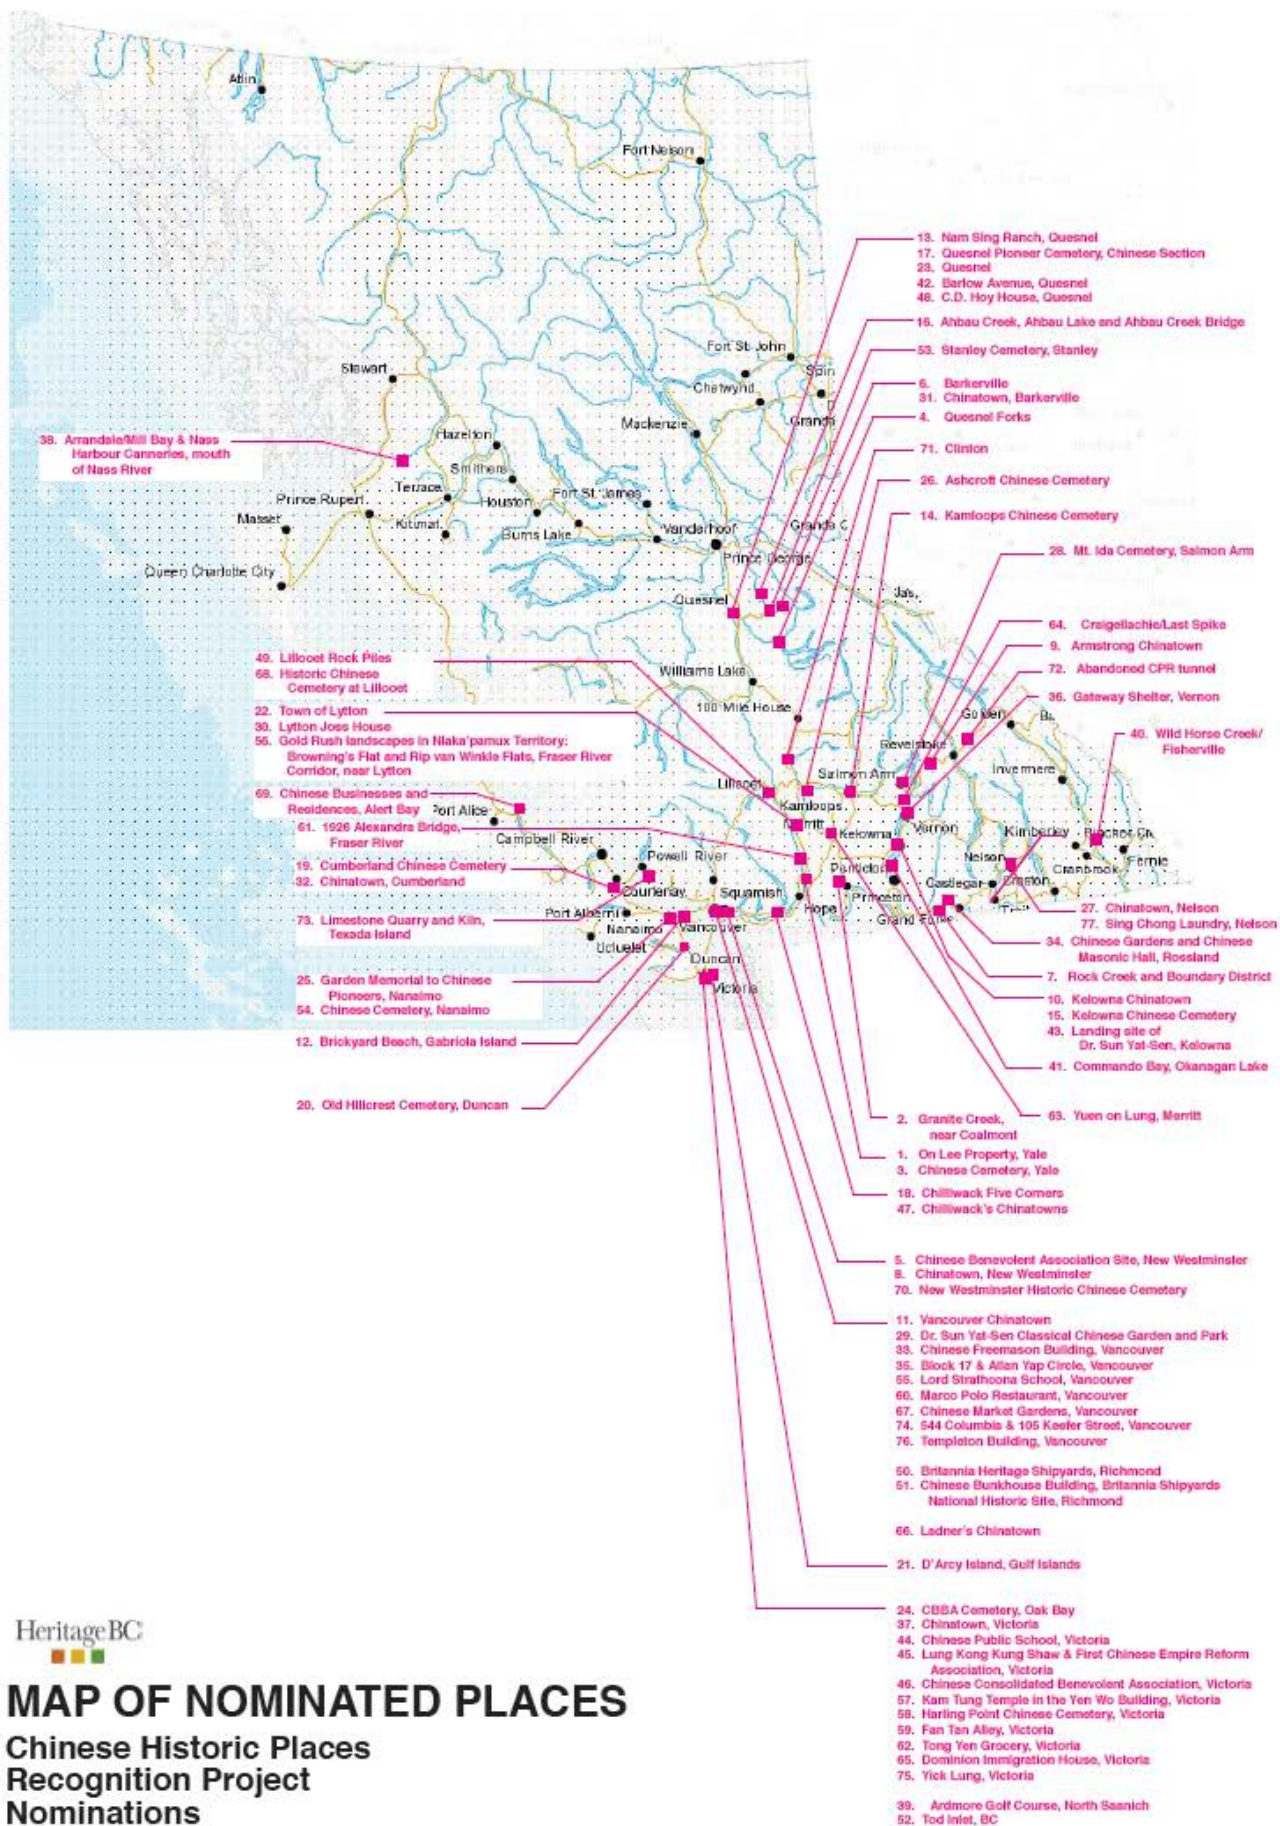 Atlin
Fort Nelson
13. Nam Sing Ranch, Quesnel
17. Quesnel Pioneer Cemetery, Chinese Section
23. Quesnel
42. Barlow Avenue, Quesnel
48. C.D. Hoy House, Quesnel
16. Ahbau Creek, Ahbau Lake and Ahbau Creek Bridge
53. Stanley Cemetery, Stanley
6. Barkerville
31. Chinatown, Barkerville
4. Quesnel Forks
71. Clinton
26. Ashcroft Chinese Cemetery
14. Kamloops Chinese Cemetery
28. Mt. Ida Cemetery, Salmon Arm
64. Craigellachie/Last Spike
9. Armstrong Chinatown
72. Abandoned CPR tunnel
36. Gateway Shelter, Vernon
40. Wild Horse Creek/
Fisherville
Fort St. John
Spin
Stewart
Chetwynd
Mackenzie
Grande
38. Arrandale/Mill Bay & Nass
Harbour Canneries, mouth
of Nass River
Hazelton
Smithers
Terrace
Prince Rupert
Houston
Fort St. James
Masset
Kitimat
Burns Lake
Vanderhoof
Grande C
Prince George
Queen Charlotte City
Quesnel
Jas.
49. Lillooet Rock Piles
68. Historic Chinese
Cemetery at Lillooet
Williams Lake
100 Mile House
22. Town of Lytton
30. Lytton Joss House
56. Gold Rush landscapes in Nlaka'pamux Territory:
Browning's Flat and Rip van Winkle Flats, Fraser River
Corridor, near Lytton
Golden
Ba
Revelstoke
Salmon Arm
Invermere
Lillooet
69. Chinese Businesses and
Residences, Alert Bay
Port Alice
Kamloops
Merritt
61. 1926 Alexandra Bridge,
Fraser River
Campbell River
Kelowna
Vernon
Kimberley
Sparwood
19. Cumberland Chinese Cemetery
32. Chinatown, Cumberland
Powell River
Courtenay
Squamish
Penticton
Princeton
Nelson
Castlegar
Creston
Cranbrook
Fernie
73. Limestone Quarry and Kiln,
Texada Island
Port Alberni
Nanaimo
Vancouver
Hope
Grand Forks
Trail
Ucluelet
Duncan
Victoria
25. Garden Memorial to Chinese
Pioneers, Nanaimo
54. Chinese Cemetery, Nanaimo
12. Brickyard Beach, Gabriola Island
20. Old Hillcrest Cemetery, Duncan
27. Chinatown, Nelson
77. Sing Chong Laundry, Nelson
34. Chinese Gardens and Chinese
Masonic Hall, Rossland
7. Rock Creek and Boundary District
10. Kelowna Chinatown
15. Kelowna Chinese Cemetery
43. Landing site of
Dr. Sun Yat-Sen, Kelowna
41. Commando Bay, Okanagan Lake
63. Yuen on Lung, Merritt
2. Granite Creek,
near Coalmont
1. On Lee Property, Yale
3. Chinese Cemetery, Yale
18. Chilliwack Five Corners
47. Chilliwack's Chinatowns
5. Chinese Benevolent Association Site, New Westminster
8. Chinatown, New Westminster
70. New Westminster Historic Chinese Cemetery
11. Vancouver Chinatown
29. Dr. Sun Yat-Sen Classical Chinese Garden and Park
33. Chinese Freemason Building, Vancouver
35. Block 17 & Allan Yap Circle, Vancouver
55. Lord Strathcona School, Vancouver
60. Marco Polo Restaurant, Vancouver
67. Chinese Market Gardens, Vancouver
74. 544 Columbia & 105 Keefer Street, Vancouver
76. Templeton Building, Vancouver
50. Britannia Heritage Shipyards, Richmond
51. Chinese Bunkhouse Building, Britannia Shipyards
National Historic Site, Richmond
66. Ladner's Chinatown
21. D'Arcy Island, Gulf Islands
24. CBBA Cemetery, Oak Bay
37. Chinatown, Victoria
44. Chinese Public School, Victoria
45. Lung Kong Kung Shaw & First Chinese Empire Reform
Association, Victoria
46. Chinese Consolidated Benevolent Association, Victoria
57. Kam Tung Temple in the Yen Wo Building, Victoria
58. Harling Point Chinese Cemetery, Victoria
59. Fan Tan Alley, Victoria
62. Tong Yen Grocery, Victoria
65. Dominion Immigration House, Victoria
75. Yick Lung, Victoria
39. Ardmore Golf Course, North Saanich
52. Tod Inlet, BC
Heritage BC
MAP OF NOMINATED PLACES
Chinese Historic Places
Recognition Project
Nominations